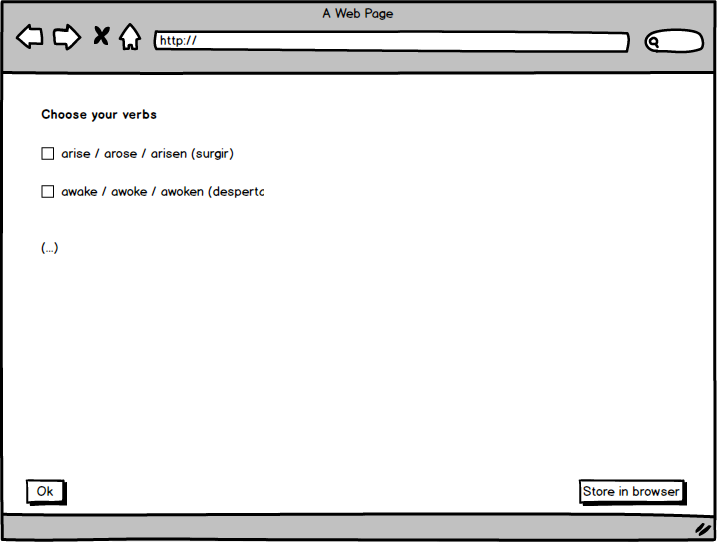 A Web Page
http://
Choose your verbs
arise / arose / arisen (surgir)
awake / awoke / awoken (desperta
(...)
Ok
Store in browser